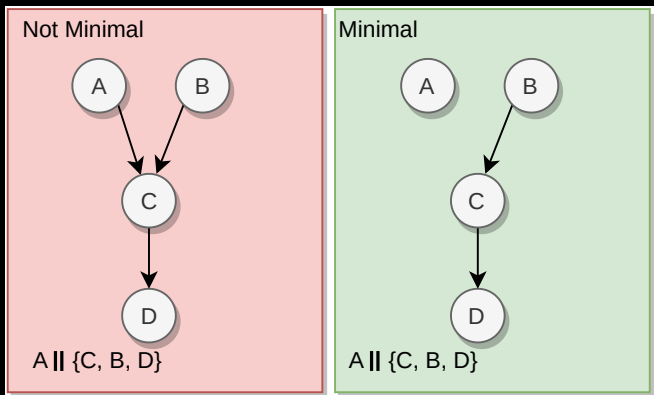 Not Minimal
A
B
C
D
A || {C, B, D}
Minimal
A
B
C
D
A || {C, B, D}